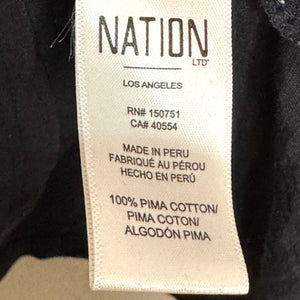 NATION
LTD
LOS ANGELES
RN# 150751
CA# 40554
MADE IN PERU
FABRIQUÉ AU PÉROU
HECHO EN PERÚ
100% PIMA COTTON/
PIMA COTON/
ALGODÓN PIMA